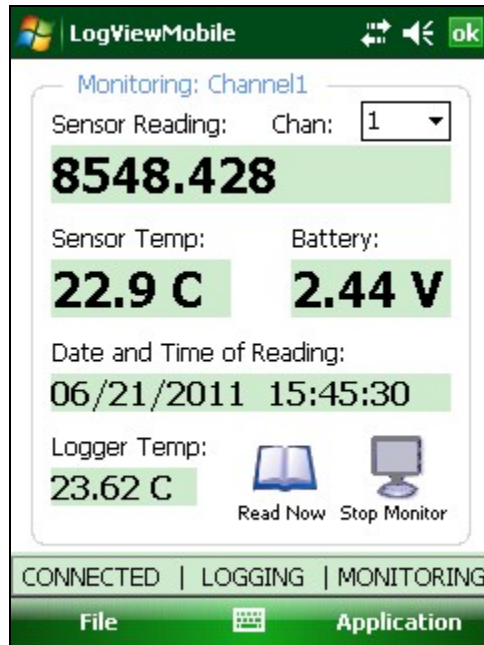 LogViewMobile ok
Monitoring: Channel1
Sensor Reading: Chan: 1
8548.428
Sensor Temp: Battery:
22.9 C 2.44 V
Date and Time of Reading:
06/21/2011 15:45:30
Logger Temp:
23.62 C
Read Now Stop Monitor
CONNECTED | LOGGING | MONITORING
File Application